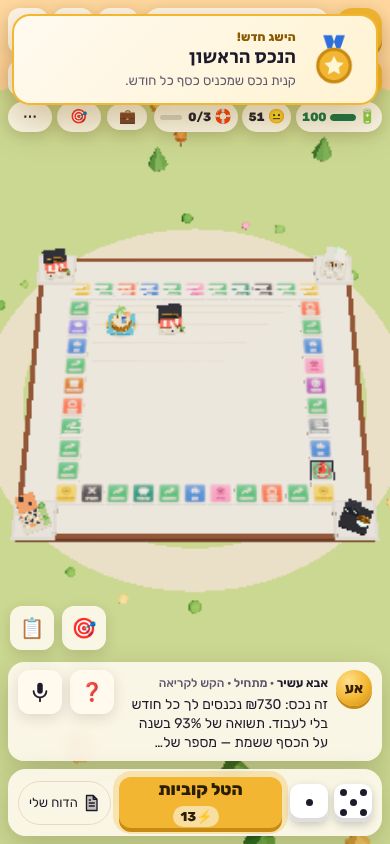 הישג חדש!
הנכס הראשון
קנית נכס שמכניס כסף כל חודש.
100
51
0/3
...
אבא עשיר • מתחיל • הקש לקריאה
אע
זה נכס: ₪730 נכנסים לך כל חודש
בלי לעבוד. תשואה של 93% בשנה
על הכסף ששמת — מספר של...
הטל קוביות
13
הדוח שלי